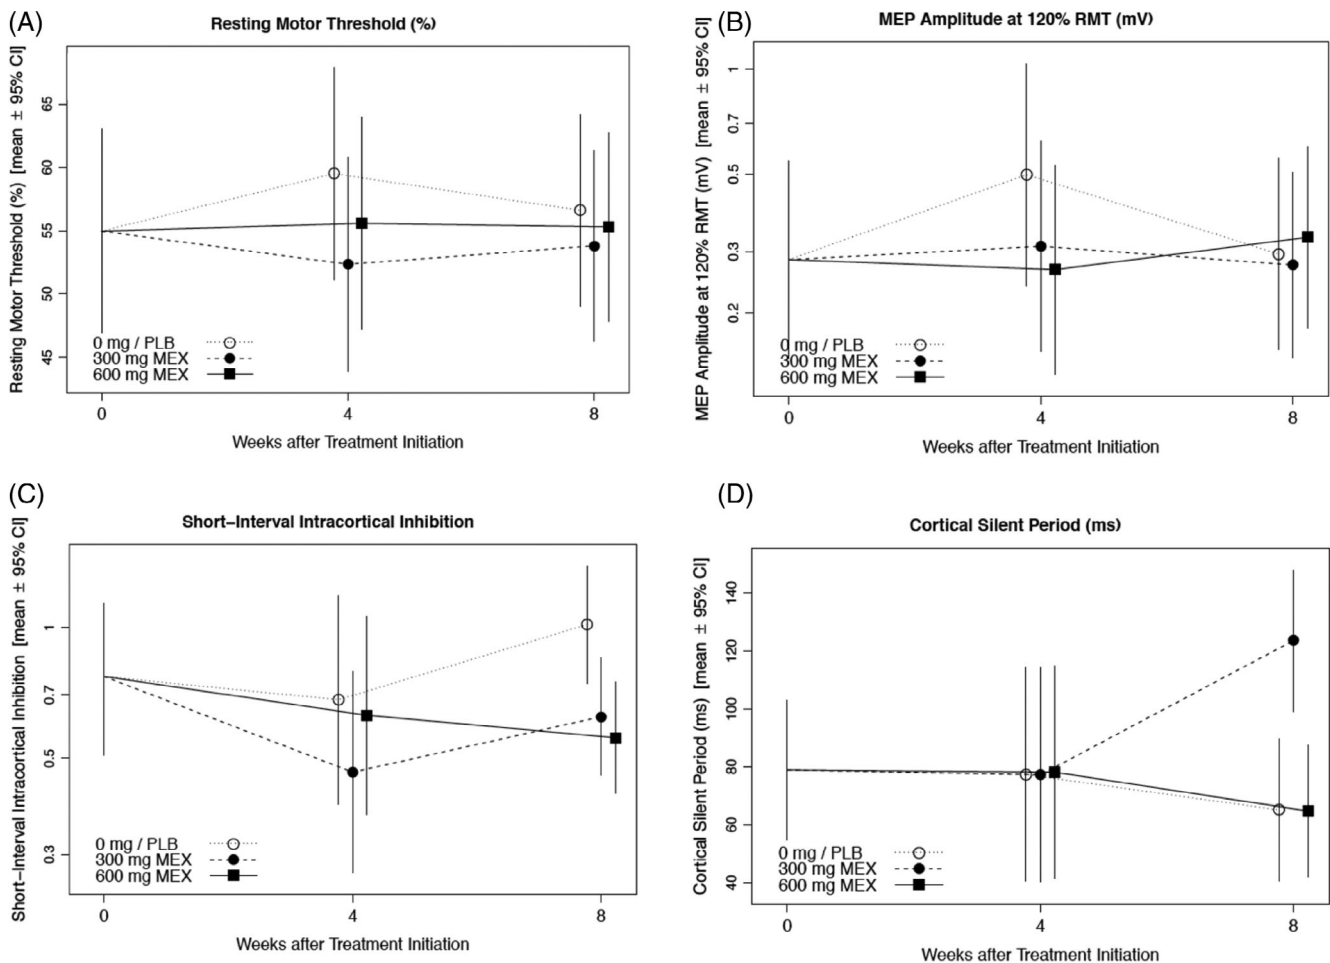 (A)
Resting Motor Threshold (%)
Resting Motor Threshold (%) [mean ± 95% CI]
65
60
55
50
45
0 mg / PLB
300 mg MEX
600 mg MEX
0 4 8
Weeks after Treatment Initiation
(B)
MEP Amplitude at 120% RMT (mV)
MEP Amplitude at 120% RMT (mV) [mean ± 95% CI]
1
0.7
0.5
0.3
0.2
0 mg / PLB
300 mg MEX
600 mg MEX
0 4 8
Weeks after Treatment Initiation
(C)
Short-Interval Intracortical Inhibition
Short-Interval Intracortical Inhibition [mean ± 95% CI]
1
0.7
0.5
0.3
0 mg / PLB
300 mg MEX
600 mg MEX
0 4 8
Weeks after Treatment Initiation
(D)
Cortical Silent Period (ms)
Cortical Silent Period (ms) [mean ± 95% CI]
140
120
100
80
60
40
0 mg / PLB
300 mg MEX
600 mg MEX
0 4 8
Weeks after Treatment Initiation